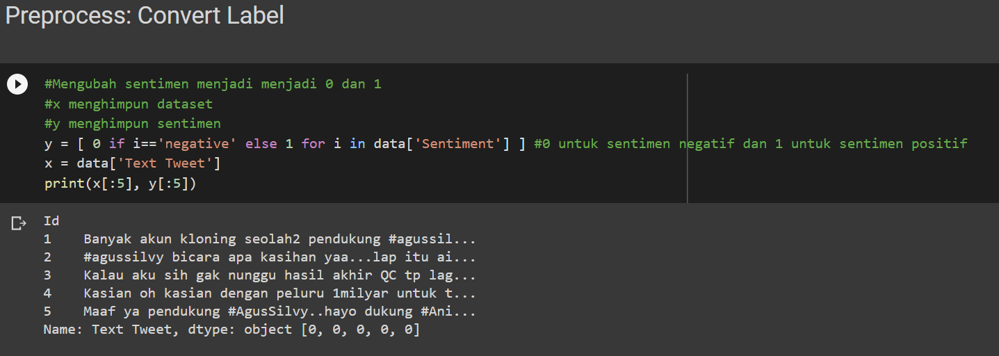 Preprocess: Convert Label
#Mengubah sentimen menjadi menjadi 0 dan 1
#x menghimpun dataset
#y menghimpun sentimen
y = [ 0 if i=='negative' else 1 for i in data['Sentiment'] ] #0 untuk sentimen negatif dan 1 untuk sentimen positif
x = data['Text Tweet']
print(x[:5], y[:5])
Id
1    Banyak akun kloning seolah2 pendukung #agussil...
2    #agussilvy bicara apa kasihan yaa...lap itu ai...
3    Kalau aku sih gak nunggu hasil akhir QC tp lag...
4    Kasian oh kasian dengan peluru 1milyar untuk t...
5    Maaf ya pendukung #AgusSilvy..hayo dukung #Ani...
Name: Text Tweet, dtype: object [0, 0, 0, 0, 0]